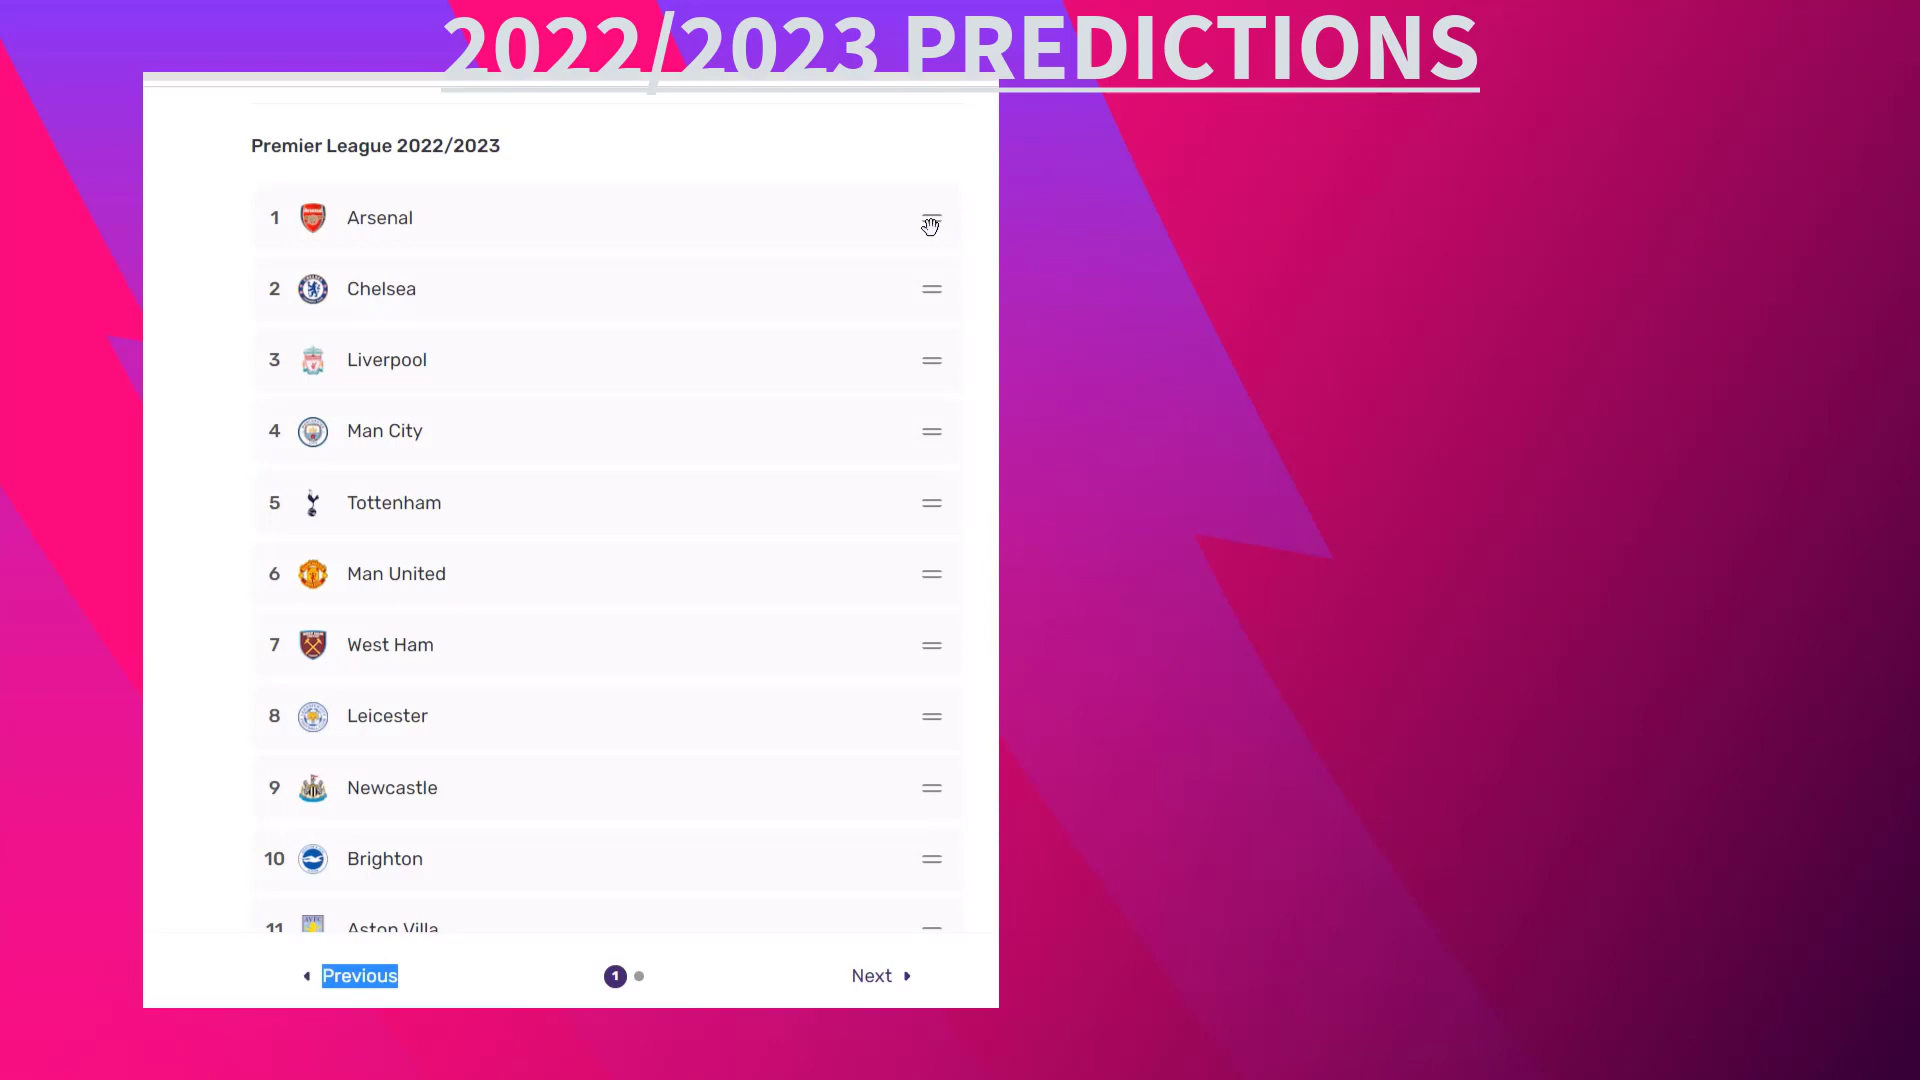 2022/2023 PREDICTIONS
Premier League 2022/2023
1 Arsenal
2 Chelsea
3 Liverpool
4 Man City
5 Tottenham
6 Man United
7 West Ham
8 Leicester
9 Newcastle
10 Brighton
11 Aston Villa
Previous 1 Next